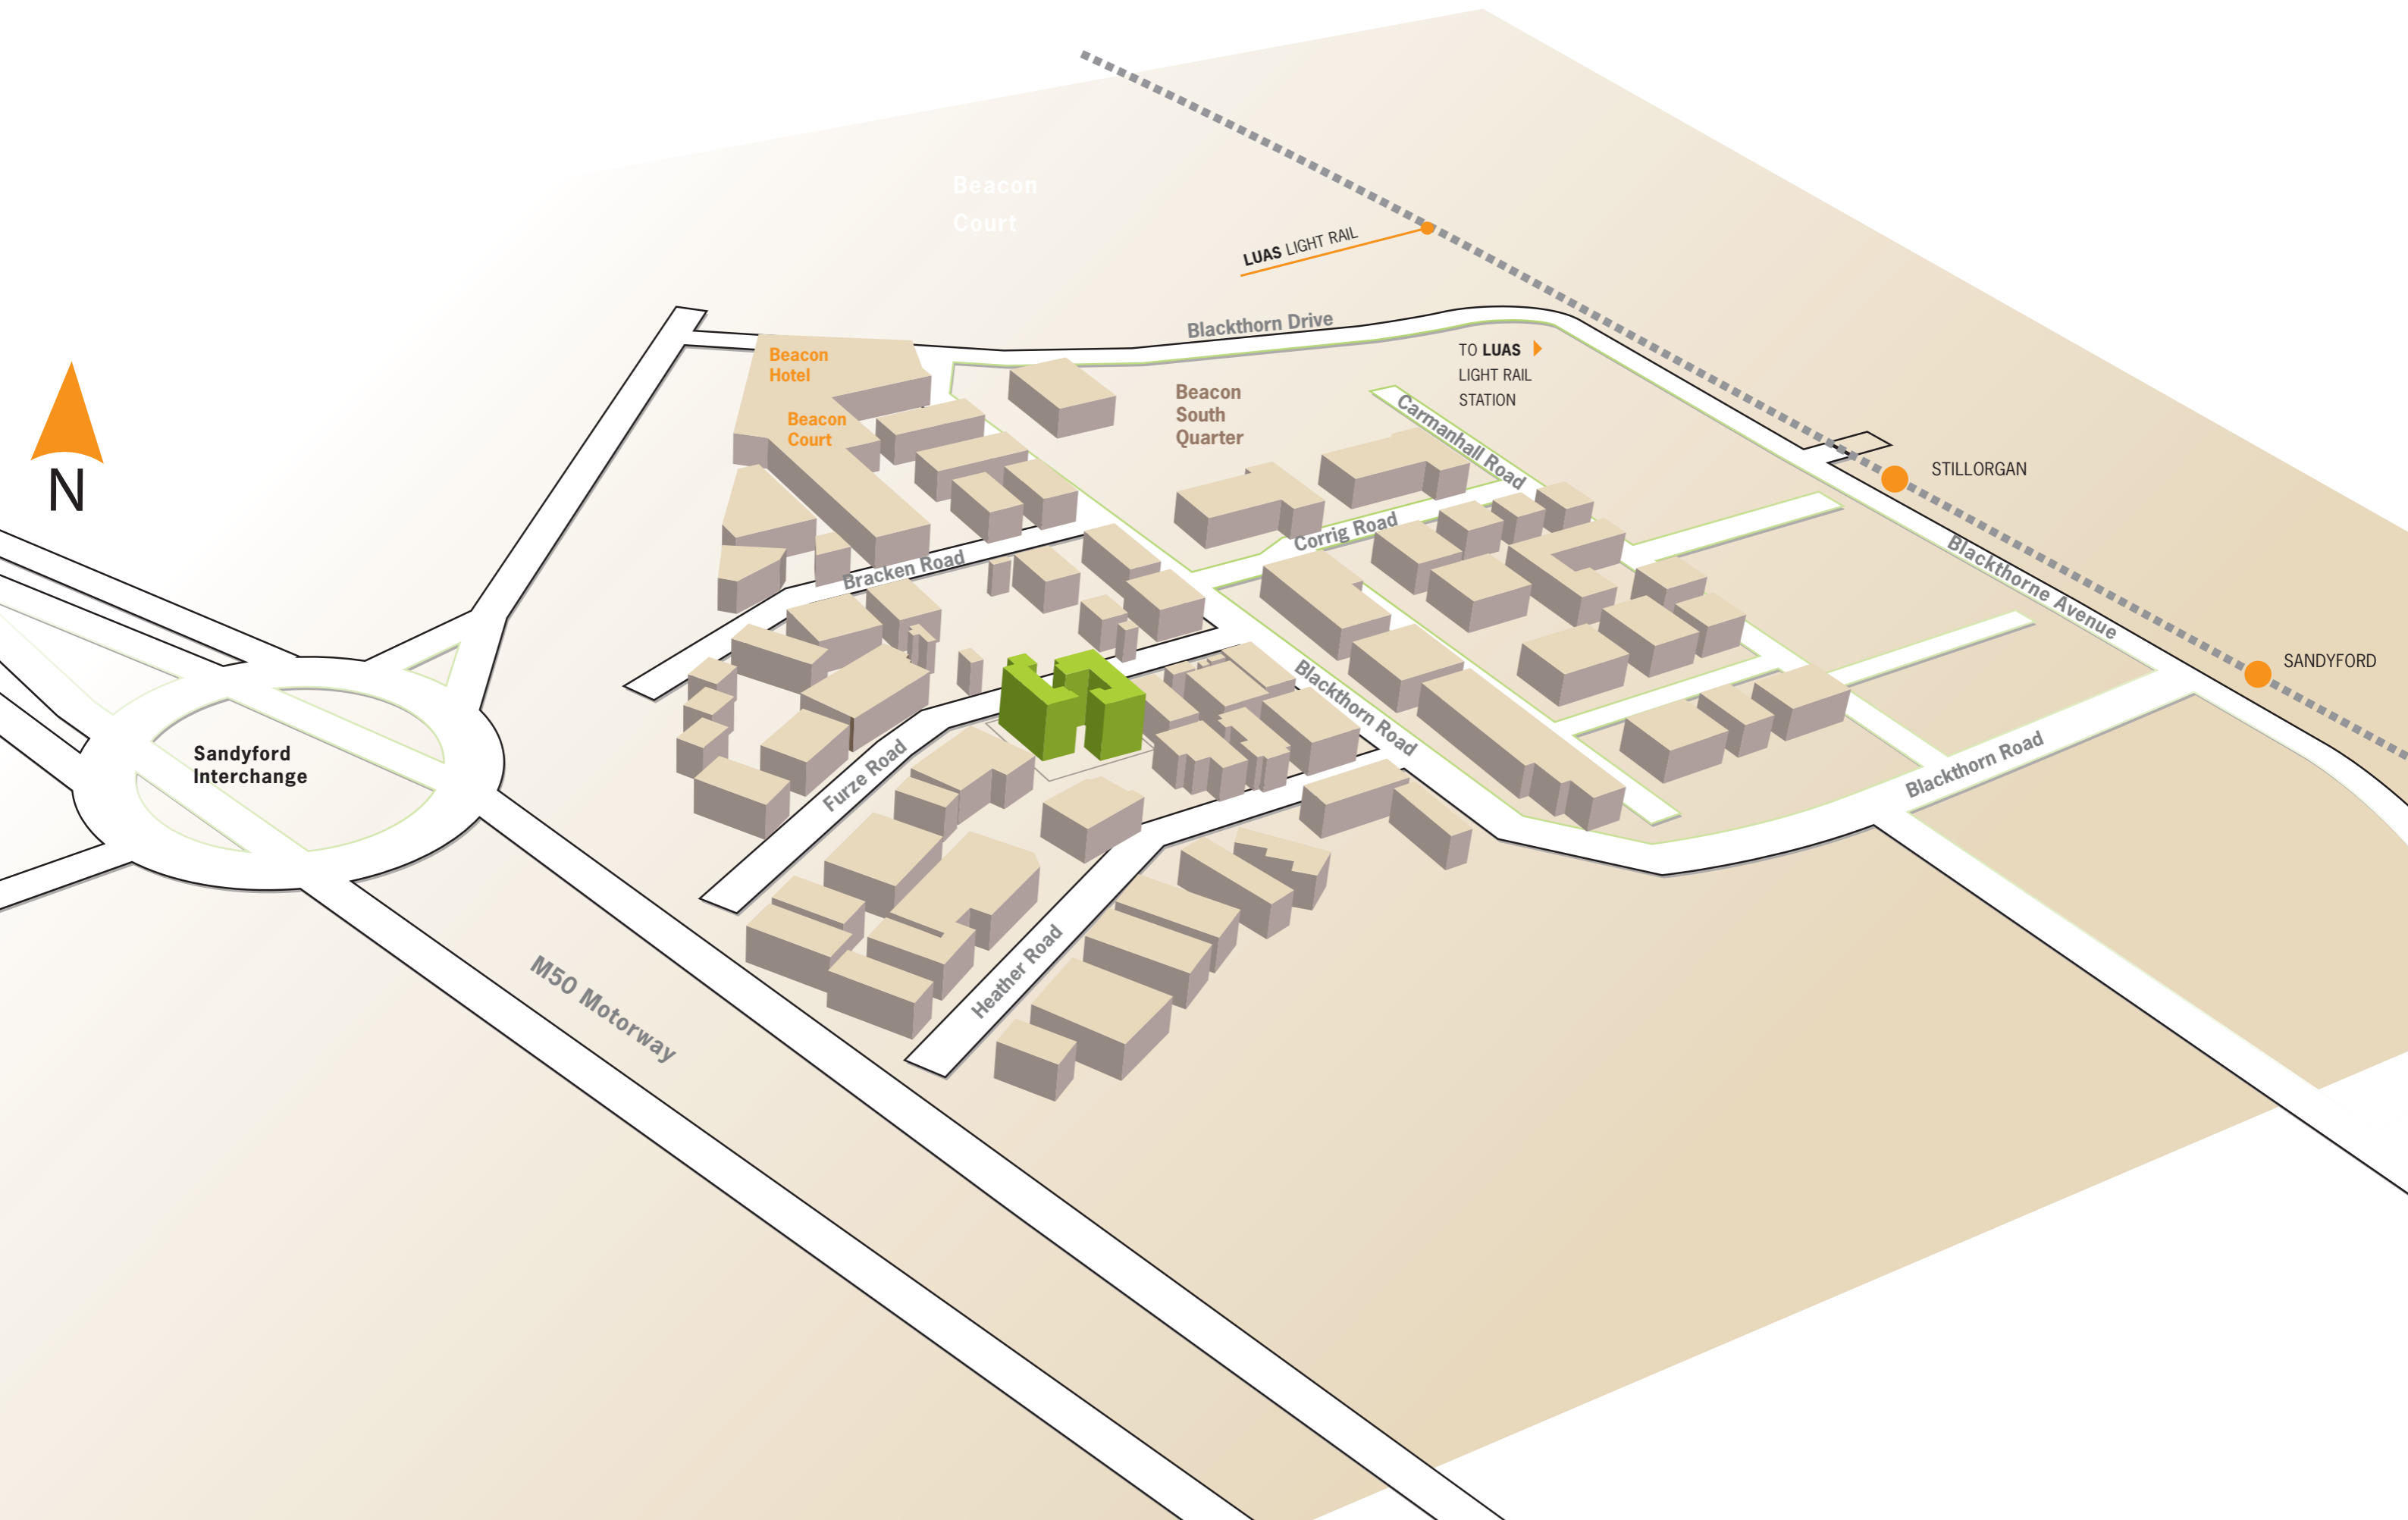 Beacon
Court
LUAS LIGHT RAIL
Blackthorn Drive
Beacon
Hotel
TO LUAS
LIGHT RAIL
STATION
Beacon
South
Quarter
Beacon
Court
Carmanhall Road
STILLORGAN
N
Corrig Road
Bracken Road
Blackthorne Avenue
SANDYFORD
Blackthorn Road
Sandyford
Interchange
Furze Road
Blackthorn Road
Heather Road
M50 Motorway